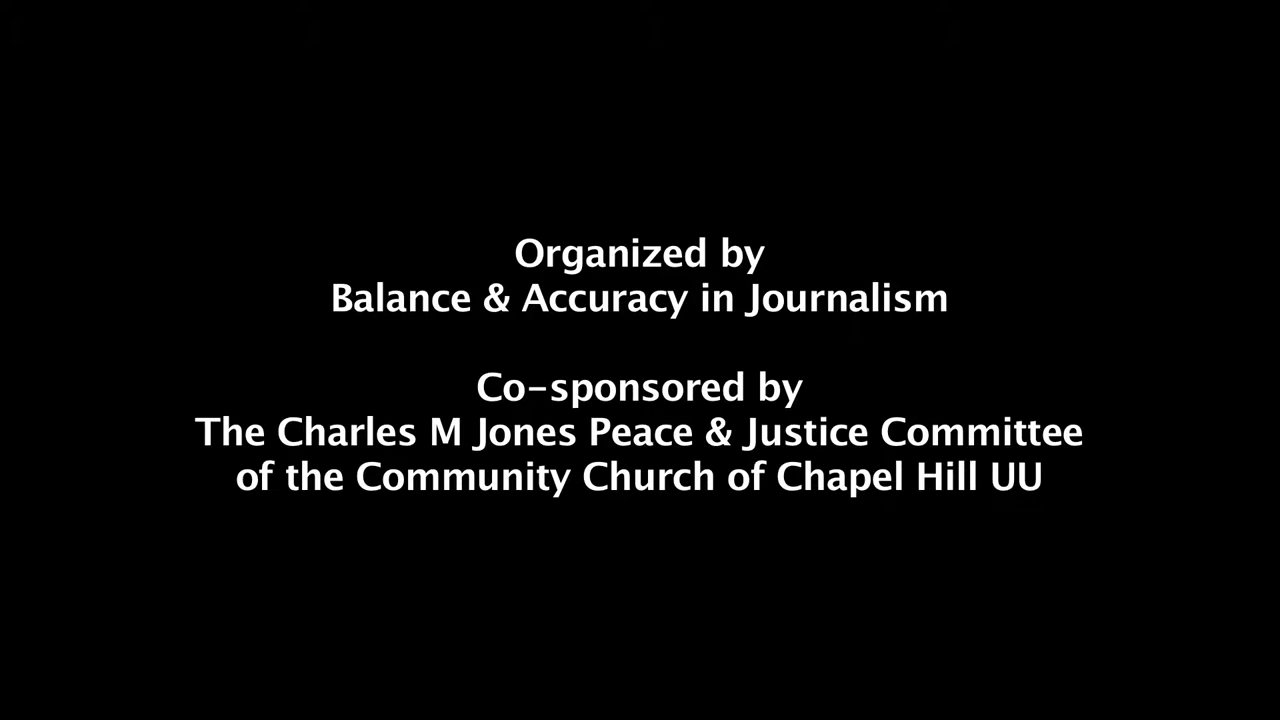 Organized by
Balance & Accuracy in Journalism
Co-sponsored by
The Charles M Jones Peace & Justice Committee
of the Community Church of Chapel Hill UU